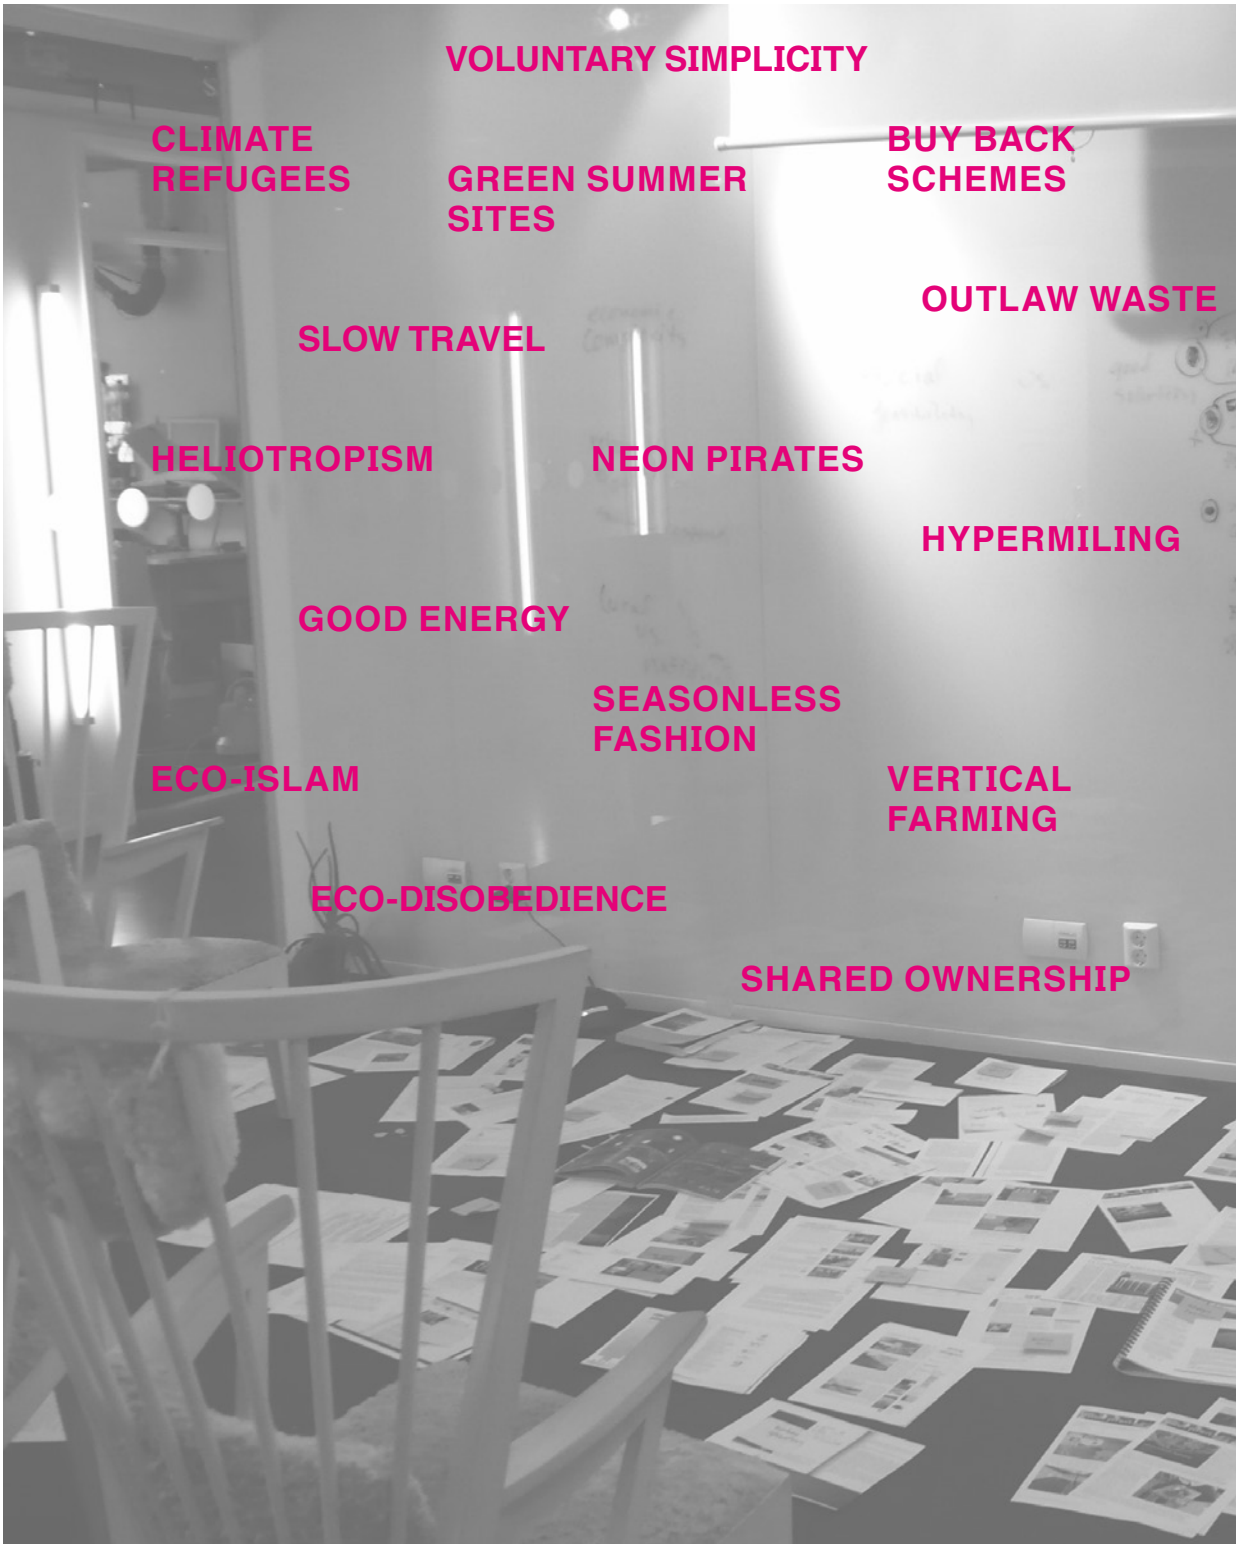 VOLUNTARY SIMPLICITY
CLIMATE
REFUGEES
GREEN SUMMER
SITES
BUY BACK
SCHEMES
OUTLAW WASTE
SLOW TRAVEL
HELIOTROPISM
NEON PIRATES
HYPERMILING
GOOD ENERGY
SEASONLESS
FASHION
ECO-ISLAM
VERTICAL
FARMING
ECO-DISOBEDIENCE
SHARED OWNERSHIP